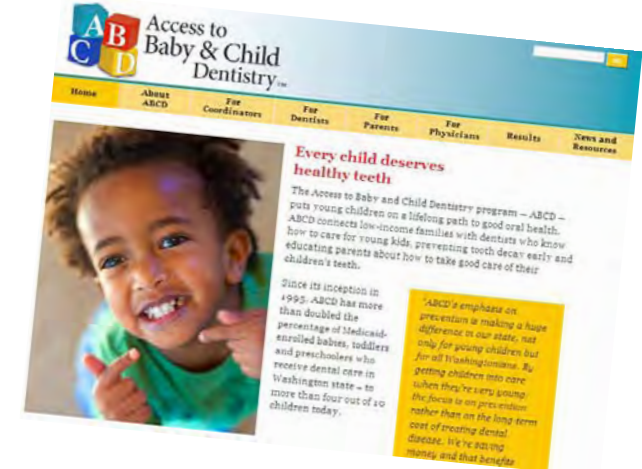 A
B
C
D
Access to
Baby & Child
Dentistry™
Home
About
ABCD
For
Coordinators
For
Dentists
For
Parents
For
Physicians
Results
News and
Resources
Every child deserves
healthy teeth
The Access to Baby and Child Dentistry program – ABCD –
puts young children on a lifelong path to good oral health.
ABCD connects low-income families with dentists who know
how to care for young kids, preventing tooth decay early and
educating parents about how to take good care of their
children's teeth.
Since its inception in
1995, ABCD has more
than doubled the
percentage of Medicaid-
enrolled babies, toddlers
and preschoolers who
receive dental care in
Washington state – to
more than four out of 10
children today.
"ABCD's emphasis on
prevention is making a huge
difference in our state, not
only for young children but
for all Washingtonians. By
getting children into care
when they're very young,
the focus is on prevention
rather than on the long-term
cost of treating dental
disease. We're saving
money and that benefits